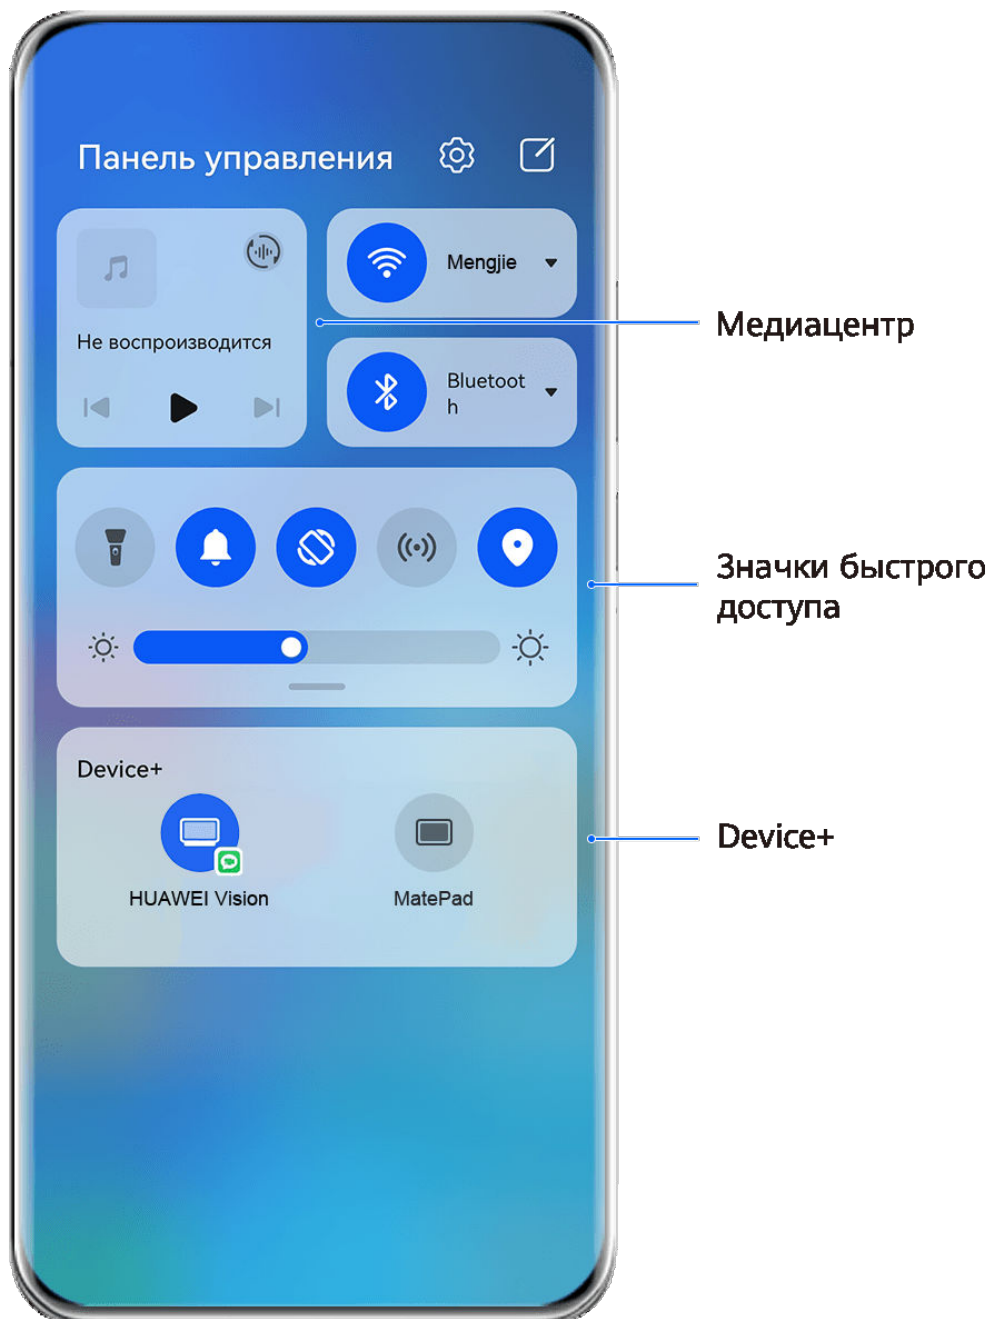 Панель управления
Mengjie
Не воспроизводится
Bluetoot
h
Медиацентр
Значки быстрого
доступа
Device+
HUAWEI Vision
MatePad
Device+